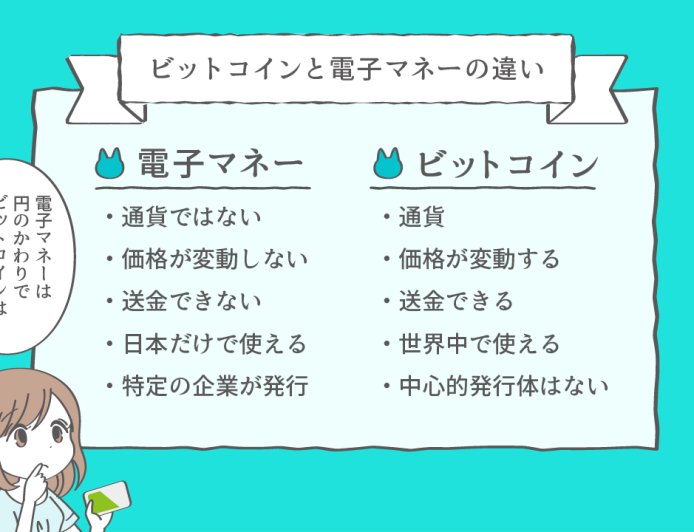 ビットコインと電子マネーの違い
電子マネー
・通貨ではない
・価格が変動しない
・送金できない
・日本だけで使える
・特定の企業が発行
ビットコイン
・通貨
・価格が変動する
・送金できる
・世界中で使える
・中心的発行体はない
電子マネーは
円のかわりで
ビットコインは